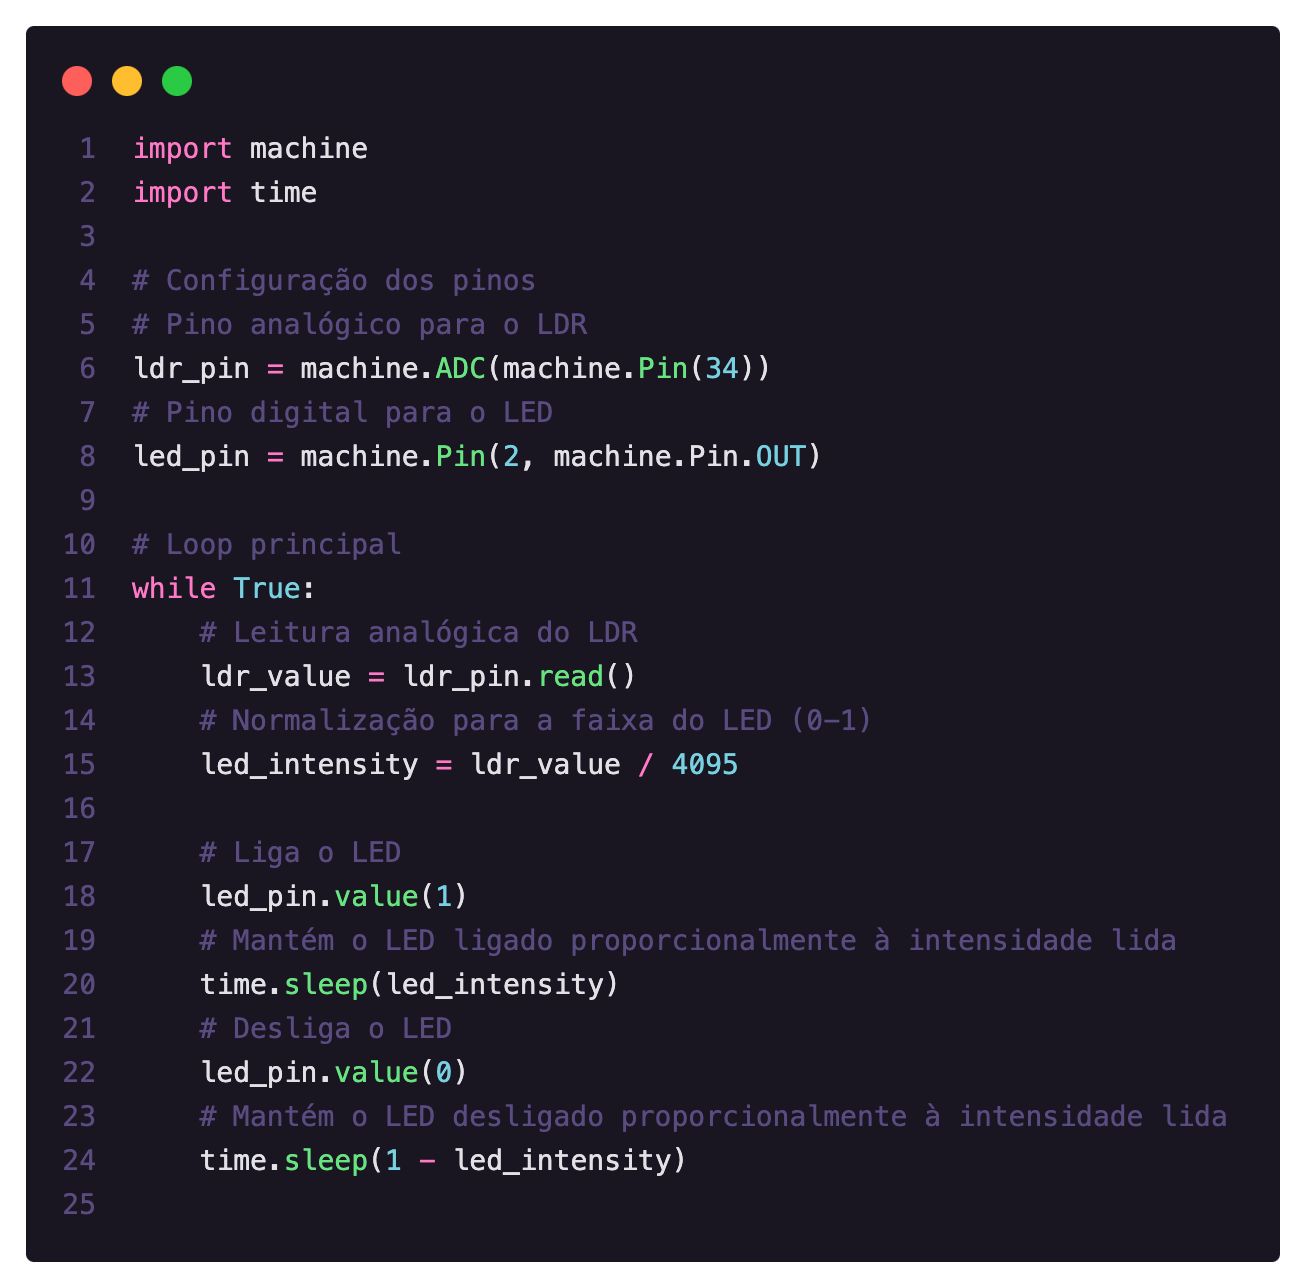 1 import machine
2 import time
3
4 # Configuração dos pinos
5 # Pino analógico para o LDR
6 ldr_pin = machine.ADC(machine.Pin(34))
7 # Pino digital para o LED
8 led_pin = machine.Pin(2, machine.Pin.OUT)
9
10 # Loop principal
11 while True:
12     # Leitura analógica do LDR
13     ldr_value = ldr_pin.read()
14     # Normalização para a faixa do LED (0-1)
15     led_intensity = ldr_value / 4095
16
17     # Liga o LED
18     led_pin.value(1)
19     # Mantém o LED ligado proporcionalmente à intensidade lida
20     time.sleep(led_intensity)
21     # Desliga o LED
22     led_pin.value(0)
23     # Mantém o LED desligado proporcionalmente à intensidade lida
24     time.sleep(1 - led_intensity)
25